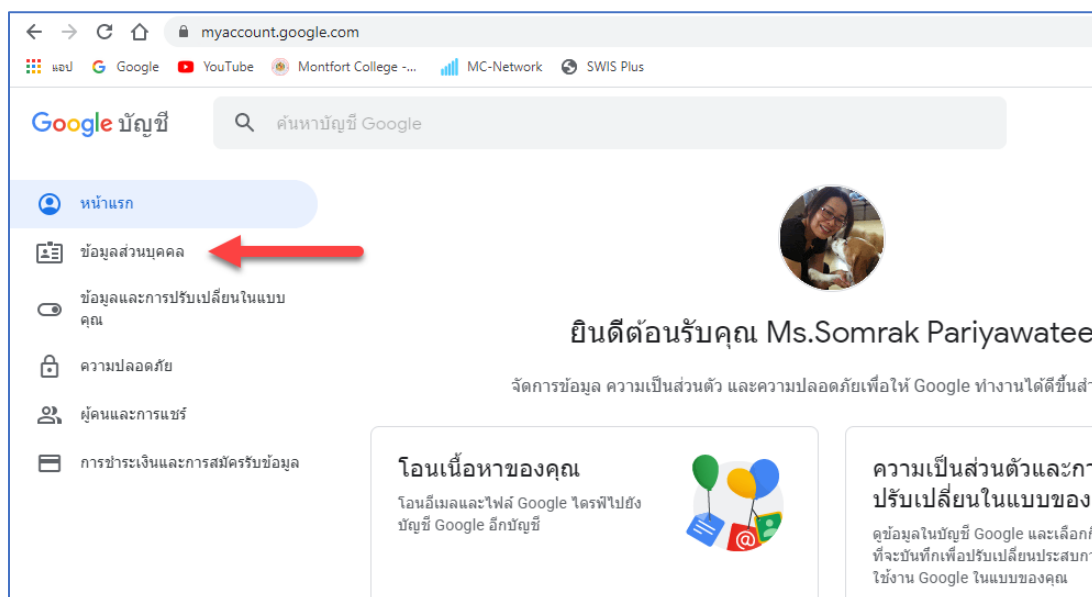 myaccount.google.com
แอป Google YouTube Montfort College -... MC-Network SWIS Plus
Google บัญชี
ค้นหาบัญชี Google
หน้าแรก
ข้อมูลส่วนบุคคล
ข้อมูลและการปรับเปลี่ยนในแบบ
คุณ
ความปลอดภัย
ผู้คนและการแชร์
การชำระเงินและการสมัครรับข้อมูล
ยินดีต้อนรับคุณ Ms.Somrak Pariyawatee
จัดการข้อมูล ความเป็นส่วนตัว และความปลอดภัยเพื่อให้ Google ทำงานได้ดีขึ้นสำ
โอนเนื้อหาของคุณ
โอนอีเมลและไฟล์ Google ไดรฟ์ไปยัง
บัญชี Google อีกบัญชี
ความเป็นส่วนตัวและกา
ปรับเปลี่ยนในแบบของ
ดูข้อมูลในบัญชี Google และเลือกกิ
ที่จะบันทึกเพื่อปรับเปลี่ยนประสบกา
ใช้งาน Google ในแบบของคุณ